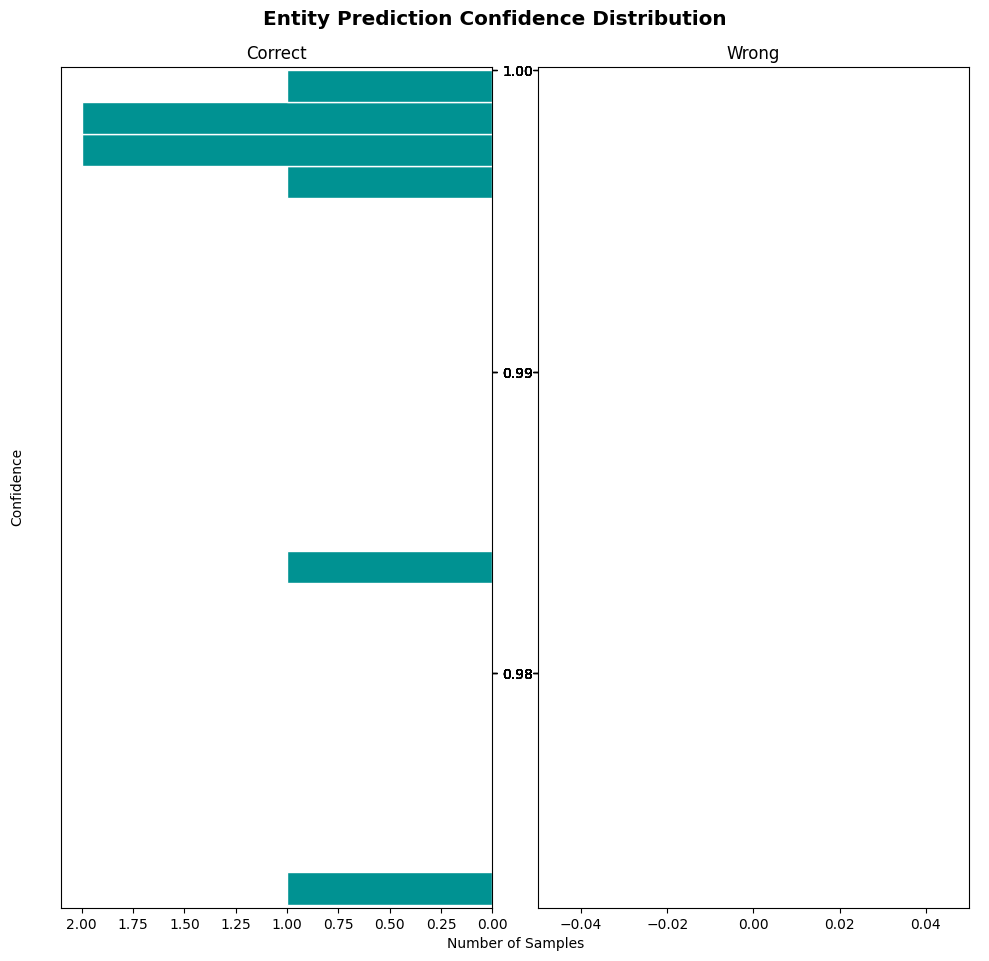 Entity Prediction Confidence Distribution
Correct
Wrong
1.00
0.99
0.98
Confidence
2.00 1.75 1.50 1.25 1.00 0.75 0.50 0.25 0.00
−0.04 −0.02 0.00 0.02 0.04
Number of Samples